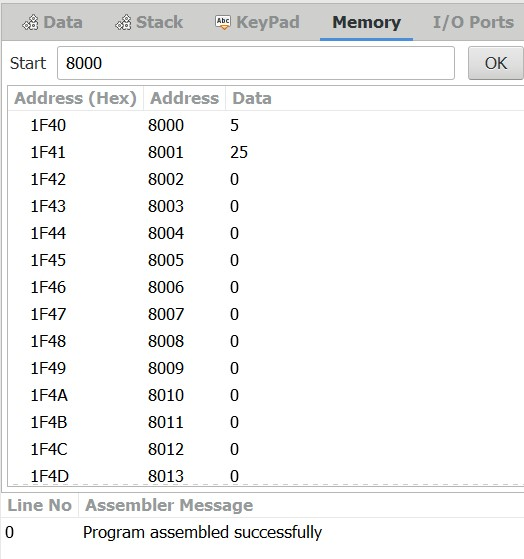 Data Stack Abc KeyPad Memory I/O Ports
Start 8000 OK
Address (Hex) Address Data
1F40 8000 5
1F41 8001 25
1F42 8002 0
1F43 8003 0
1F44 8004 0
1F45 8005 0
1F46 8006 0
1F47 8007 0
1F48 8008 0
1F49 8009 0
1F4A 8010 0
1F4B 8011 0
1F4C 8012 0
1F4D 8013 0
Line No Assembler Message
0 Program assembled successfully